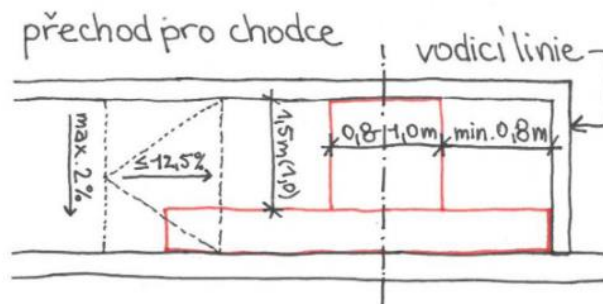 přechod pro chodce
vodicí linie
max. 2%
≤12,5%
1,5m(1,0)
0,8-1,0m
min. 0,8m